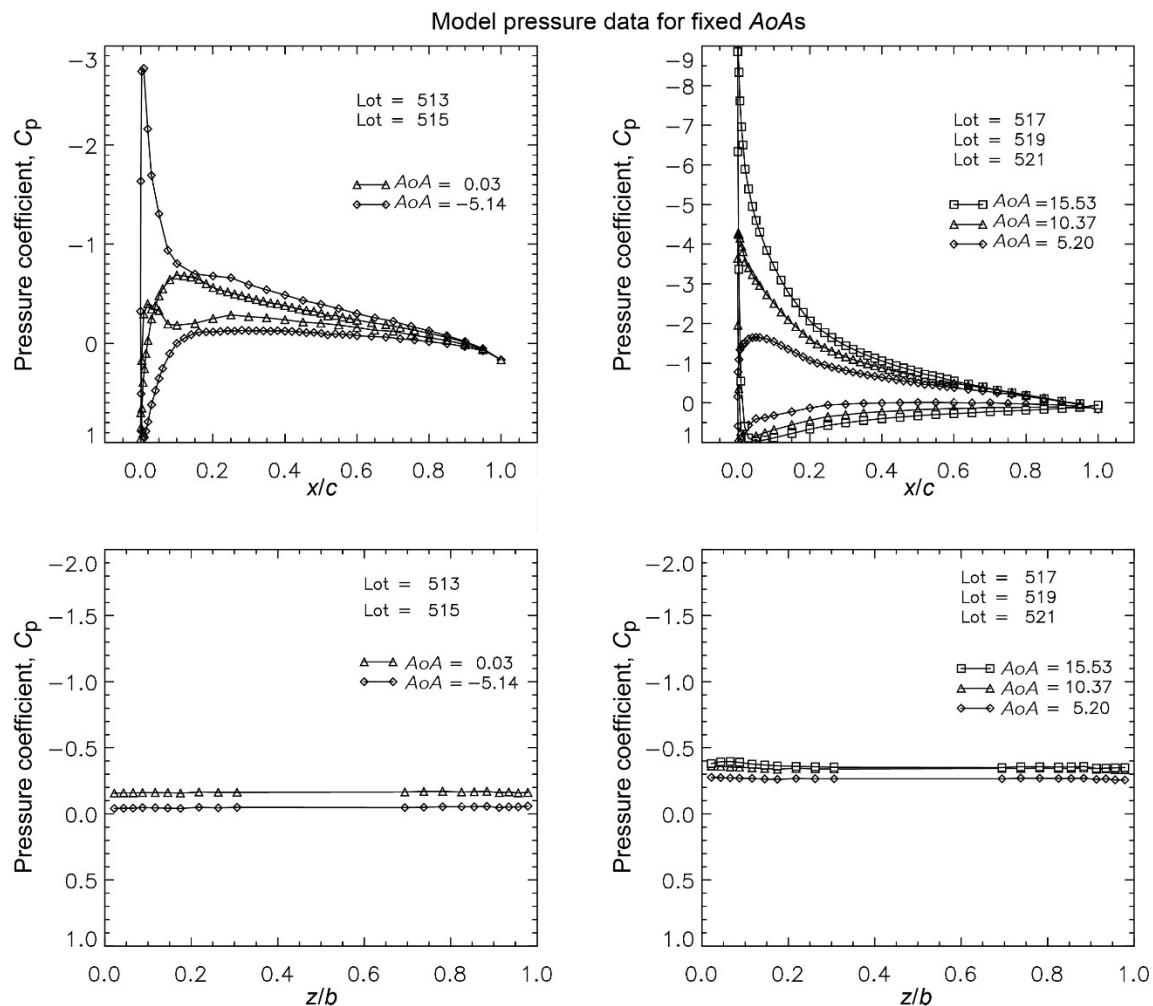 Model pressure data for fixed AoAs
Pressure coefficient, Cp
−3
−2
−1
0
1
Lot = 513
Lot = 515
AoA = 0.03
AoA = −5.14
0.0 0.2 0.4 0.6 0.8 1.0
x/c
Pressure coefficient, Cp
−9
−8
−7
−6
−5
−4
−3
−2
−1
0
1
Lot = 517
Lot = 519
Lot = 521
AoA =15.53
AoA =10.37
AoA = 5.20
0.0 0.2 0.4 0.6 0.8 1.0
x/c
Pressure coefficient, Cp
−2.0
−1.5
−1.0
−0.5
0.0
0.5
1.0
Lot = 513
Lot = 515
AoA = 0.03
AoA = −5.14
0.0 0.2 0.4 0.6 0.8 1.0
z/b
Pressure coefficient, Cp
−2.0
−1.5
−1.0
−0.5
0.0
0.5
1.0
Lot = 517
Lot = 519
Lot = 521
AoA = 15.53
AoA = 10.37
AoA = 5.20
0.0 0.2 0.4 0.6 0.8 1.0
z/b